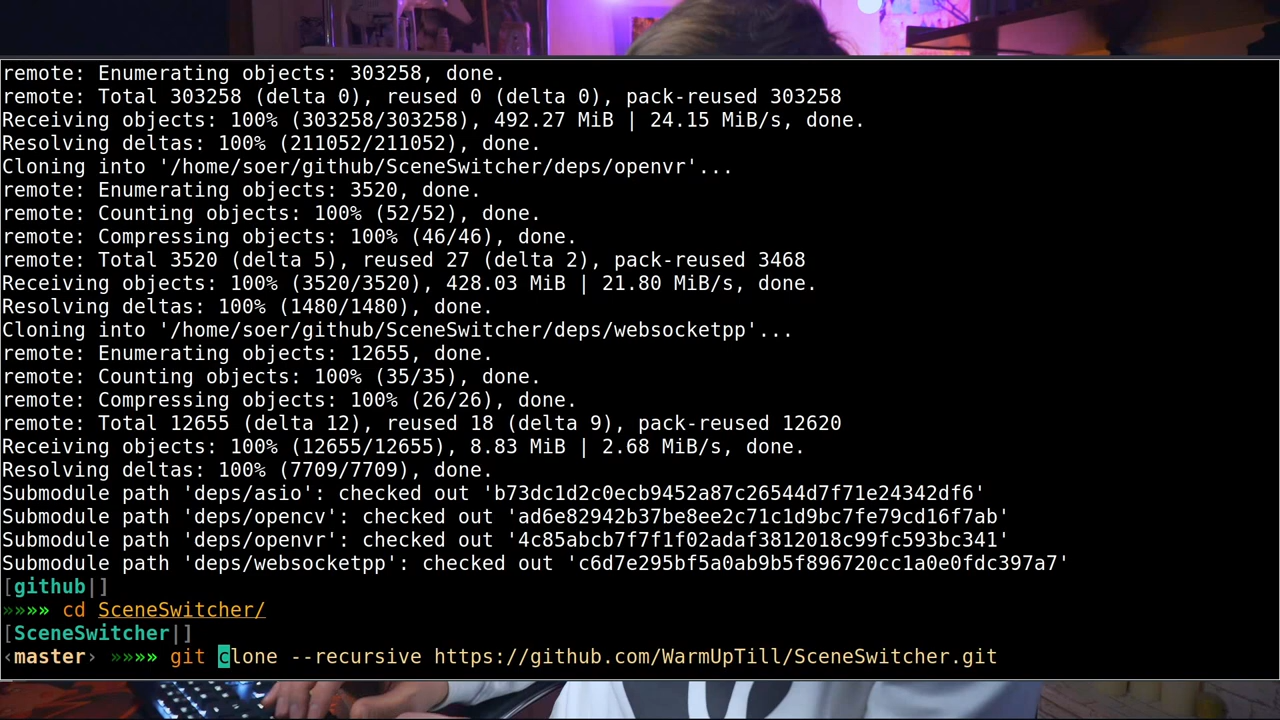 remote: Enumerating objects: 303258, done.
remote: Total 303258 (delta 0), reused 0 (delta 0), pack-reused 303258
Receiving objects: 100% (303258/303258), 492.27 MiB | 24.15 MiB/s, done.
Resolving deltas: 100% (211052/211052), done.
Cloning into '/home/soer/github/SceneSwitcher/deps/openvr'...
remote: Enumerating objects: 3520, done.
remote: Counting objects: 100% (52/52), done.
remote: Compressing objects: 100% (46/46), done.
remote: Total 3520 (delta 5), reused 27 (delta 2), pack-reused 3468
Receiving objects: 100% (3520/3520), 428.03 MiB | 21.80 MiB/s, done.
Resolving deltas: 100% (1480/1480), done.
Cloning into '/home/soer/github/SceneSwitcher/deps/websocketpp'...
remote: Enumerating objects: 12655, done.
remote: Counting objects: 100% (35/35), done.
remote: Compressing objects: 100% (26/26), done.
remote: Total 12655 (delta 12), reused 18 (delta 9), pack-reused 12620
Receiving objects: 100% (12655/12655), 8.83 MiB | 2.68 MiB/s, done.
Resolving deltas: 100% (7709/7709), done.
Submodule path 'deps/asio': checked out 'b73dc1d2c0ecb9452a87c26544d7f71e24342df6'
Submodule path 'deps/opencv': checked out 'ad6e82942b37be8ee2c71c1d9bc7fe79cd16f7ab'
Submodule path 'deps/openvr': checked out '4c85abcb7f7f1f02adaf3812018c99fc593bc341'
Submodule path 'deps/websocketpp': checked out 'c6d7e295bf5a0ab9b5f896720cc1a0e0fdc397a7'
[github|]
»»»» cd SceneSwitcher/
[SceneSwitcher|]
‹master› »»»» git clone --recursive https://github.com/WarmUpTill/SceneSwitcher.git